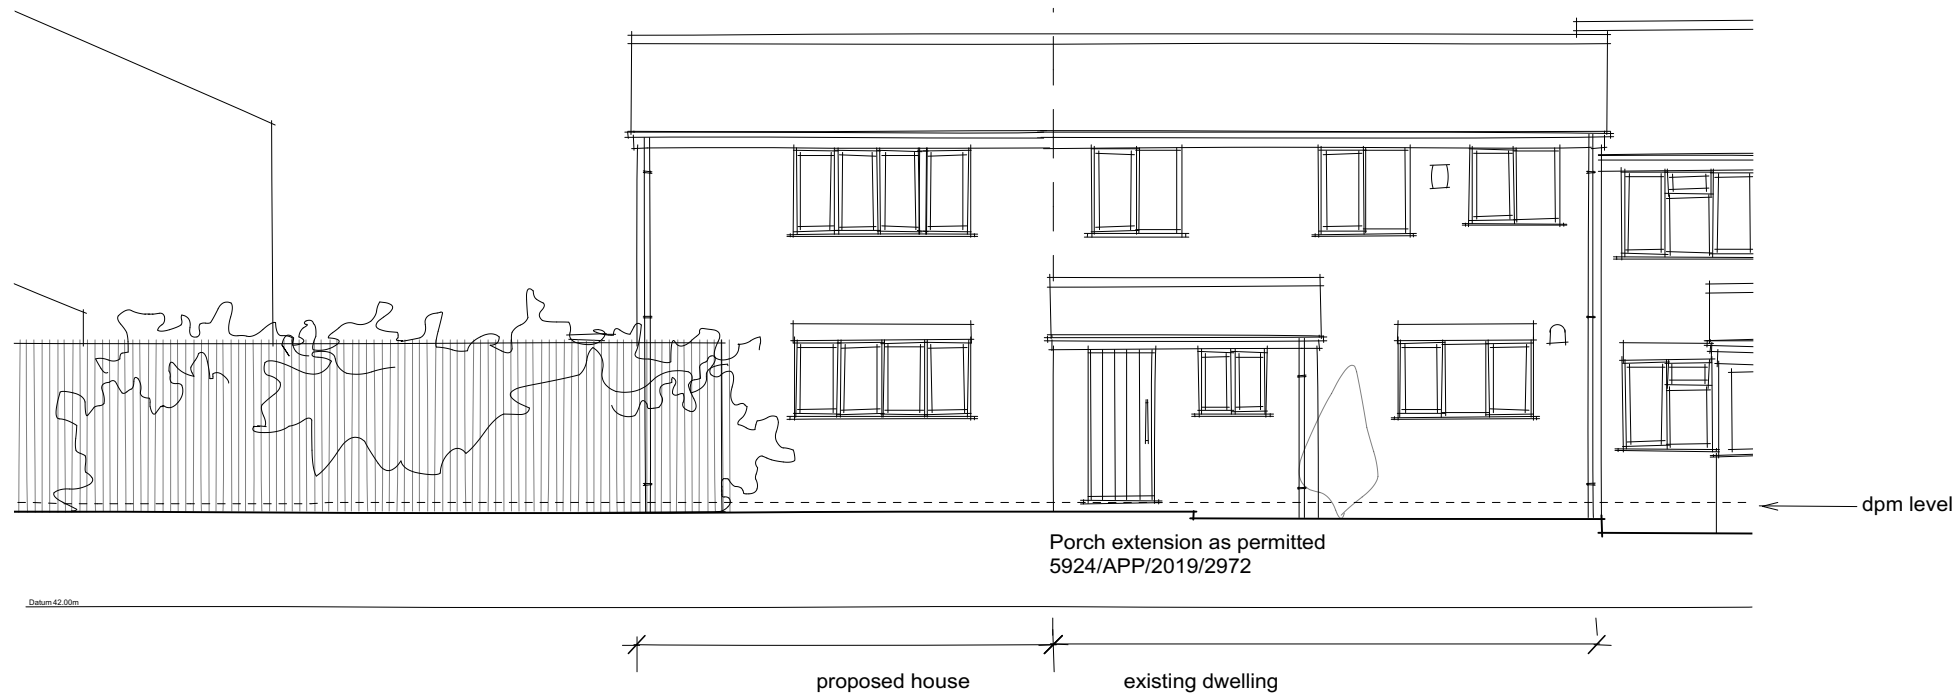 dpm level
Porch extension as permitted
5924/APP/2019/2972
Datum 42.00m
proposed house
existing dwelling